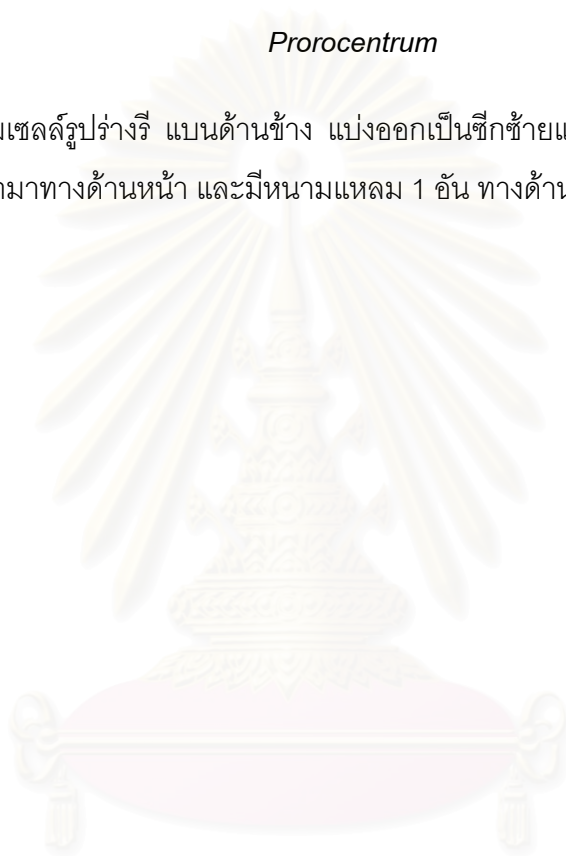 Prorocentrum
เซลล์รูปร่างรี แบนด้านข้าง แบ่งออกเป็นซีกซ้าย
มาทางด้านหน้า และมีหนามแหลม 1 อัน ทางด้าน